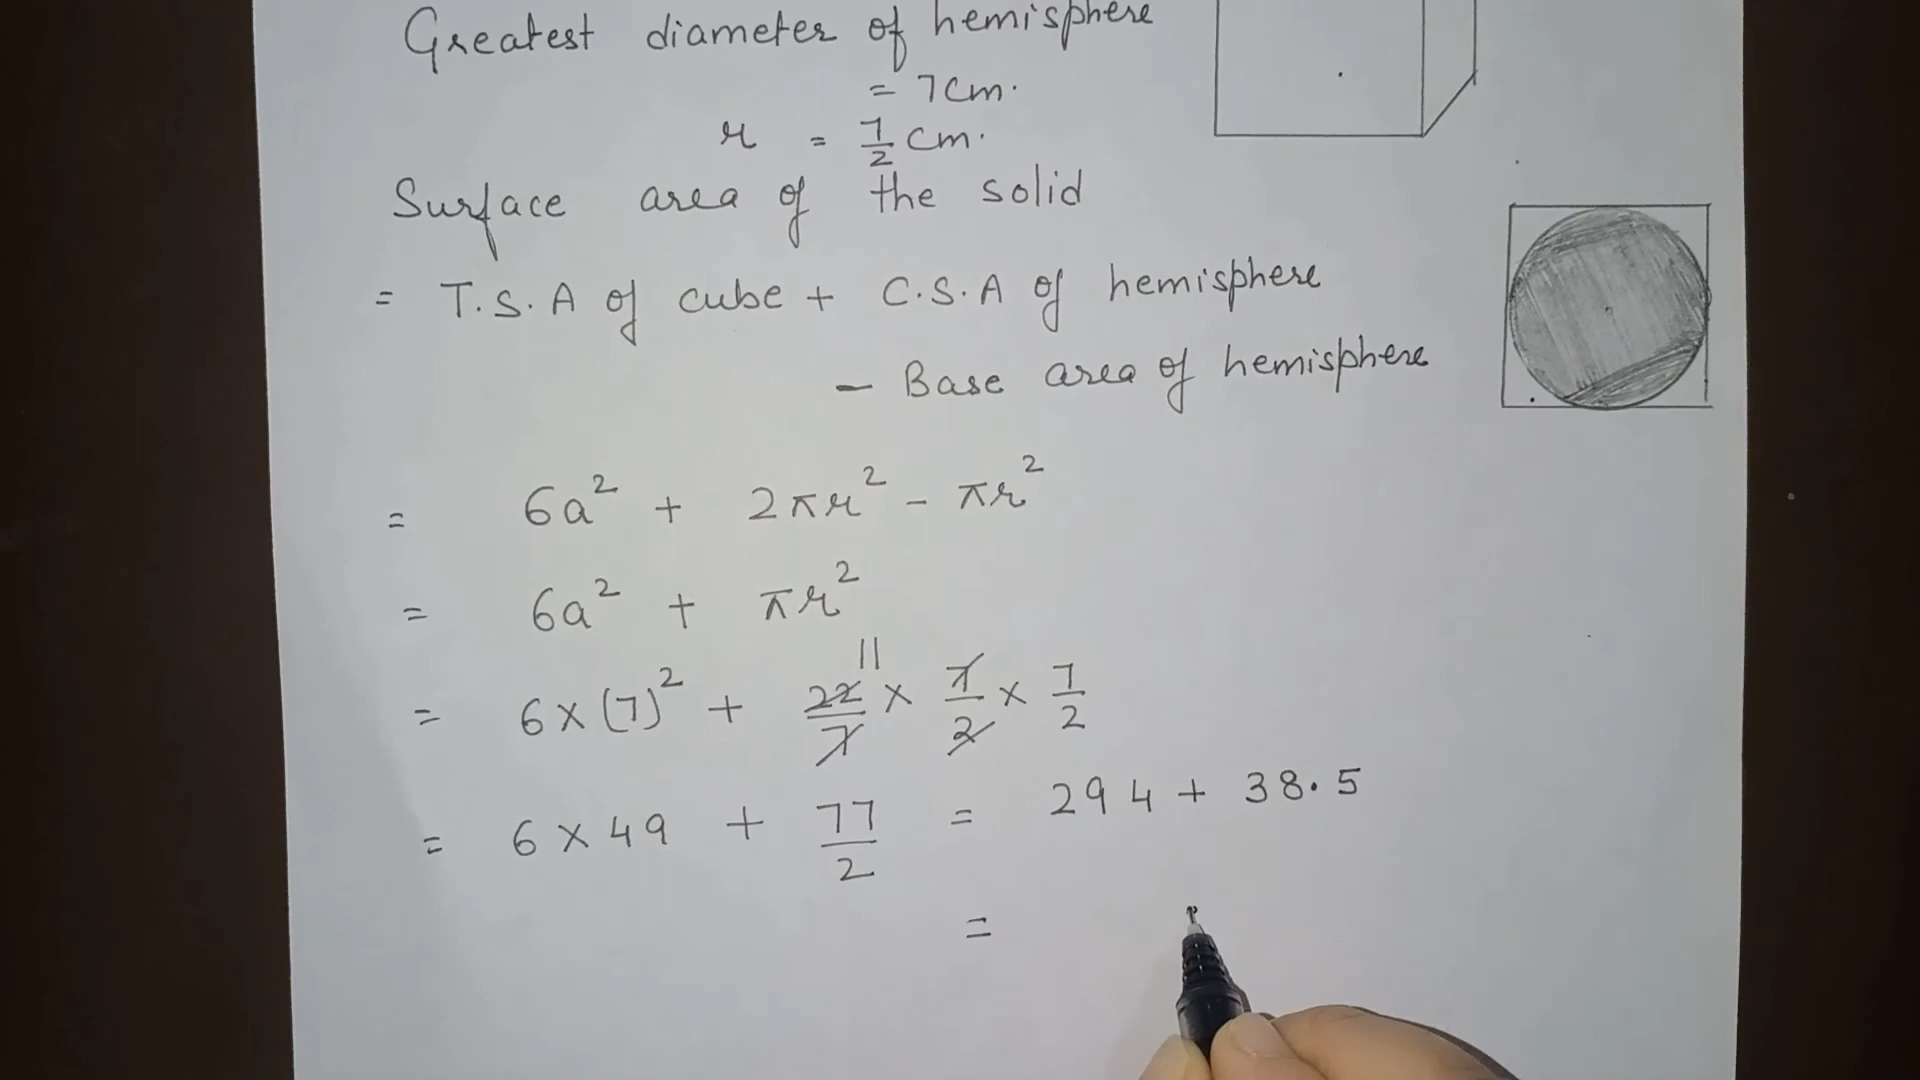 Greatest diameter of hemisphere
= 7cm.
r = 7/2 cm.
Surface area of the solid
= T.S.A of cube + C.S.A of hemisphere
- Base area of hemisphere
= 6a² + 2πr² - πr²
= 6a² + πr²
11
= 6 × (7)² + 22/7 × 7/2 × 7/2
= 6 × 49 + 77/2 = 294 + 38.5
=